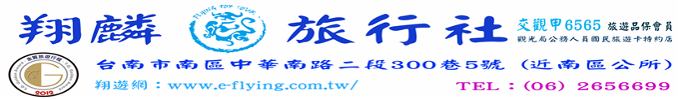 翔麟 旅行社 交觀甲6565 旅遊品保會員
觀光局公務人員國民旅遊卡特約店
台南市南區中華南路二段300巷5號 (近南區公所)
翔遊網：www.e-flying.com.tw/ TEL：(06) 2656699
2012